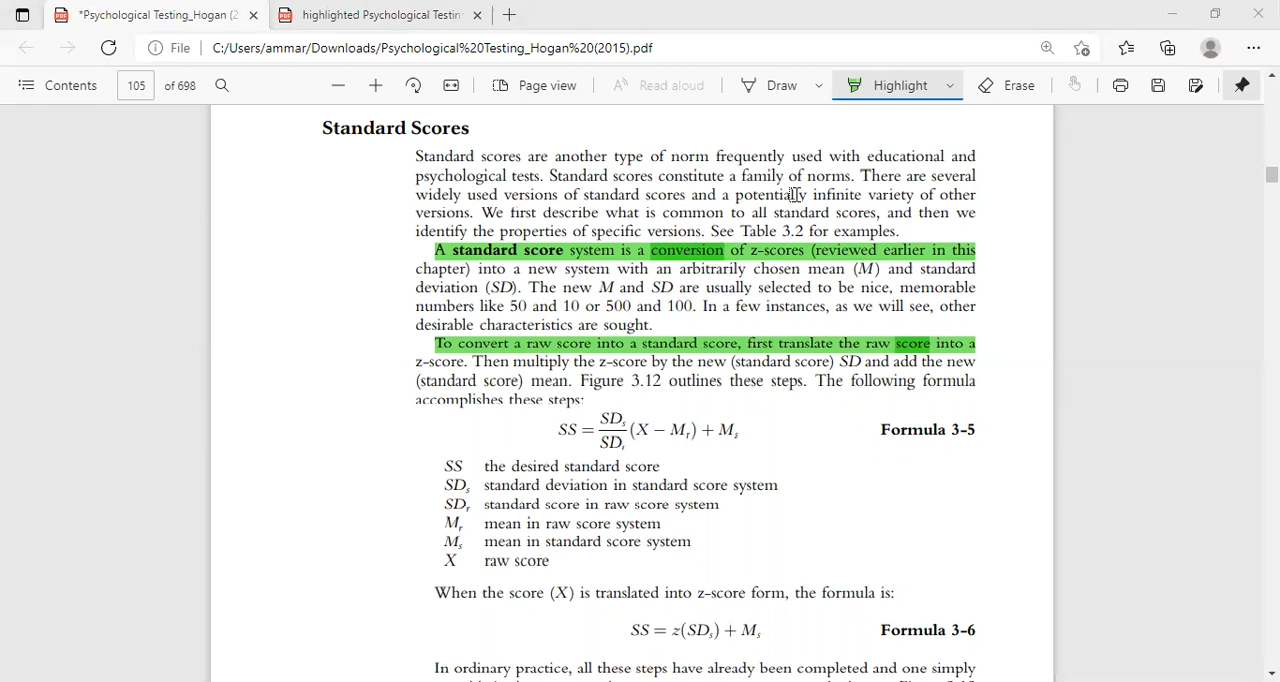 *Psychological Testing_Hogan (2
highlighted Psychological Testin
File
C:/Users/ammar/Downloads/Psychological%20Testing_Hogan%20(2015).pdf
Contents
105
of 698
Page view
Read aloud
Draw
Highlight
Erase
Standard Scores
Standard scores are another type of norm frequently used with educational and
psychological tests. Standard scores constitute a family of norms. There are several
widely used versions of standard scores and a potentially infinite variety of other
versions. We first describe what is common to all standard scores, and then we
identify the properties of specific versions. See Table 3.2 for examples.
A standard score system is a conversion of z-scores (reviewed earlier in this
chapter) into a new system with an arbitrarily chosen mean (M) and standard
deviation (SD). The new M and SD are usually selected to be nice, memorable
numbers like 50 and 10 or 500 and 100. In a few instances, as we will see, other
desirable characteristics are sought.
To convert a raw score into a standard score, first translate the raw score into a
z-score. Then multiply the z-score by the new (standard score) SD and add the new
(standard score) mean. Figure 3.12 outlines these steps. The following formula
accomplishes these steps:
SS = SDs/SDr (X − Mr) + Ms
Formula 3-5
SS the desired standard score
SDs standard deviation in standard score system
SDr standard score in raw score system
Mr mean in raw score system
Ms mean in standard score system
X raw score
When the score (X) is translated into z-score form, the formula is:
SS = z(SDs) + Ms
Formula 3-6
In ordinary practice, all these steps have already been completed and one simply